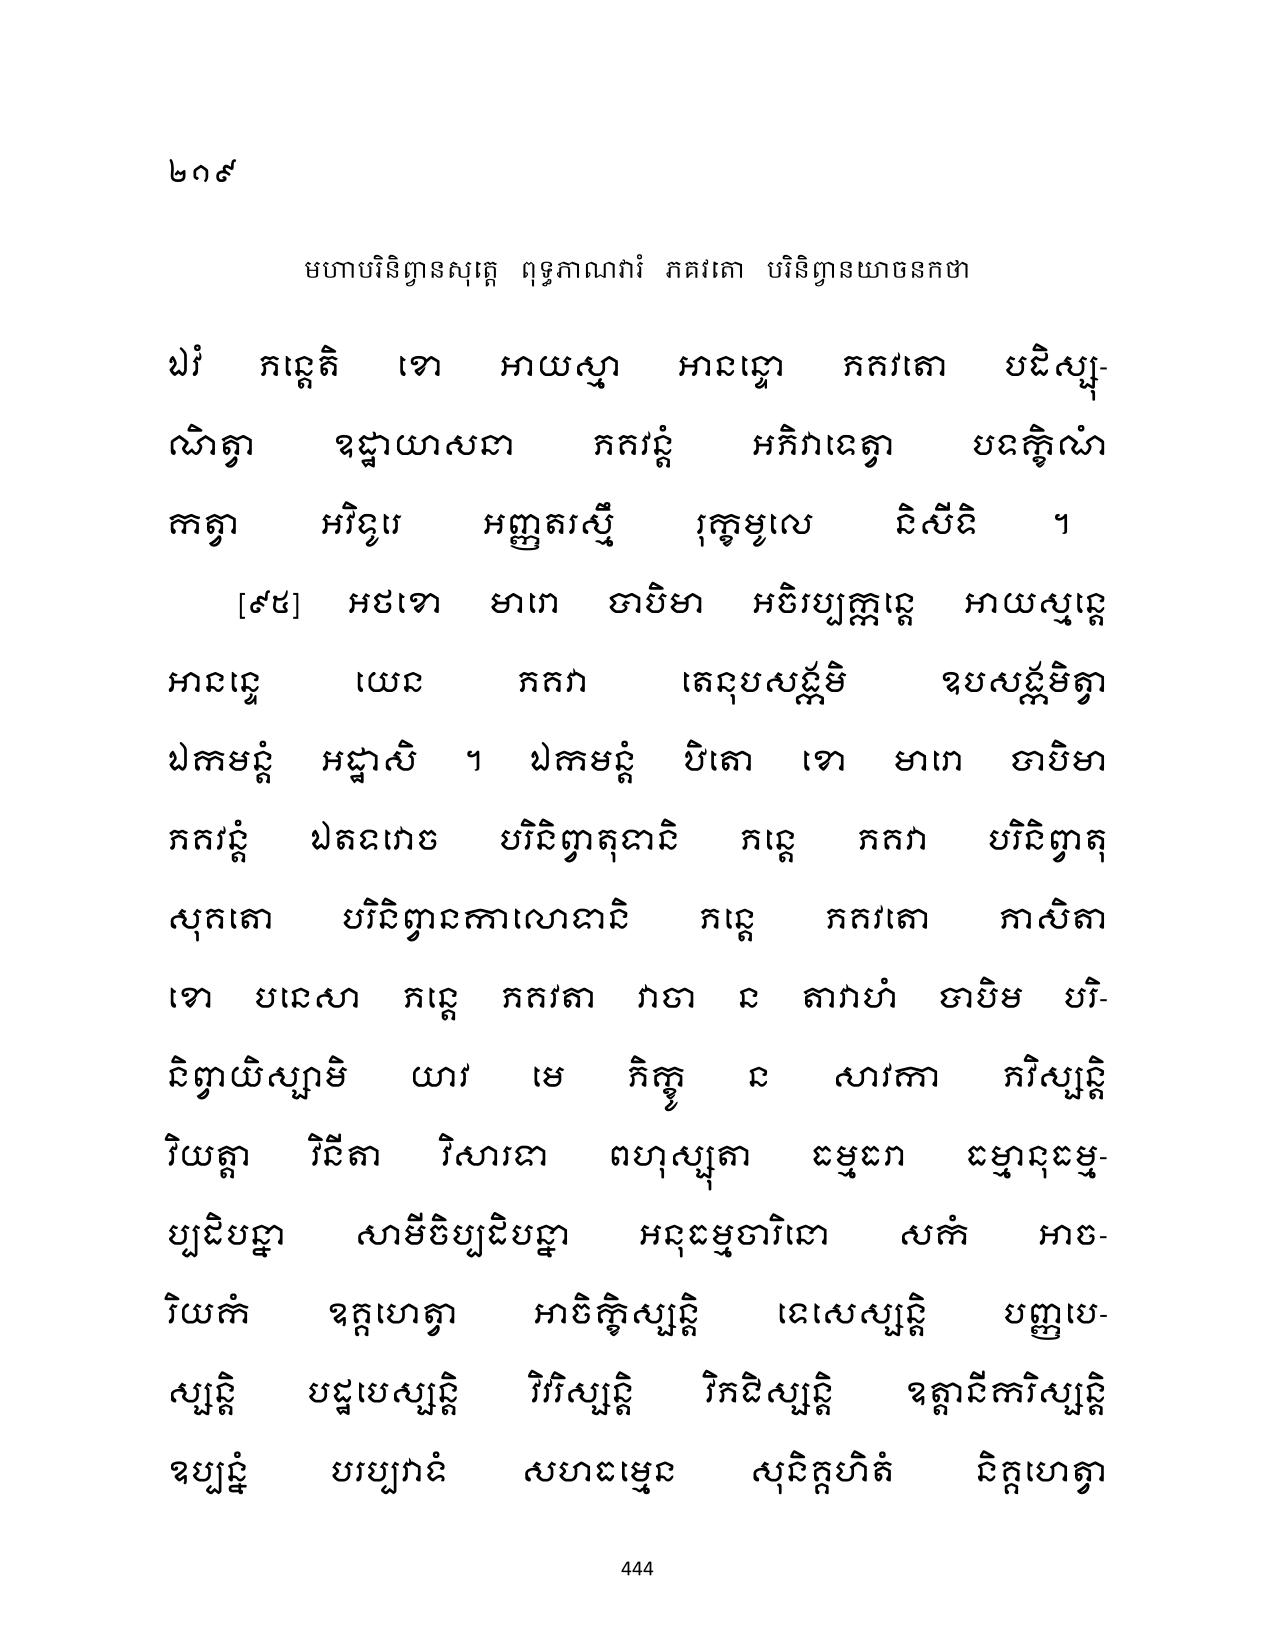 ២១៩
មហាបរិនិព្វានសុត្តេ ពុទ្ធភាណវារំ ភគវតោ បរិនិព្វានយាចនកថា
ឯវំ ភន្តេតិ ខោ អាយស្មា អានន្ទោ ភគវតោ បដិស្សុ-
ណិត្វា ឧដ្ឋាយាសនា ភគវន្តំ អភិវាទេត្វា បទក្ខិណំ
កត្វា អវិទូរេ អញ្ញតរស្មឹ រុក្ខមូលេ និសីទិ ។
[៩៥] អថខោ មារោ បាបិមា អចិរប្បក្កន្តេ អាយស្មន្តេ
អានន្ទេ យេន ភគវា តេនុបសង្កមិ ឧបសង្កមិត្វា
ឯកមន្តំ អដ្ឋាសិ ។ ឯកមន្តំ ឋិតោ ខោ មារោ បាបិមា
ភគវន្តំ ឯតទវោច បរិនិព្វាតុទានិ ភន្តេ ភគវា បរិនិព្វាតុ
សុគតោ បរិនិព្វានកាលោទានិ ភន្តេ ភគវតោ ភាសិតា
ខោ បនេសា ភន្តេ ភគវតា វាចា ន តាវាហំ បាបិម បរិ-
និព្វាយិស្សាមិ យាវ មេ ភិក្ខូ ន សាវកា ភវិស្សន្តិ
វិយត្តា វិនីតា វិសារទា ពហុស្សុតា ធម្មធរា ធម្មានុធម្ម-
ប្បដិបន្នា សាមីចិប្បដិបន្នា អនុធម្មចារិនោ សកំ អាច-
រិយកំ ឧគ្គហេត្វា អាចិក្ខិស្សន្តិ ទេសេស្សន្តិ បញ្ញបេ-
ស្សន្តិ បដ្ឋបេស្សន្តិ វិវរិស្សន្តិ វិភជិស្សន្តិ ឧត្តានីករិស្សន្តិ
ឧប្បន្នំ បរប្បវាទំ សហធម្មេន សុនិគ្គហិតំ និគ្គហេត្វា
444